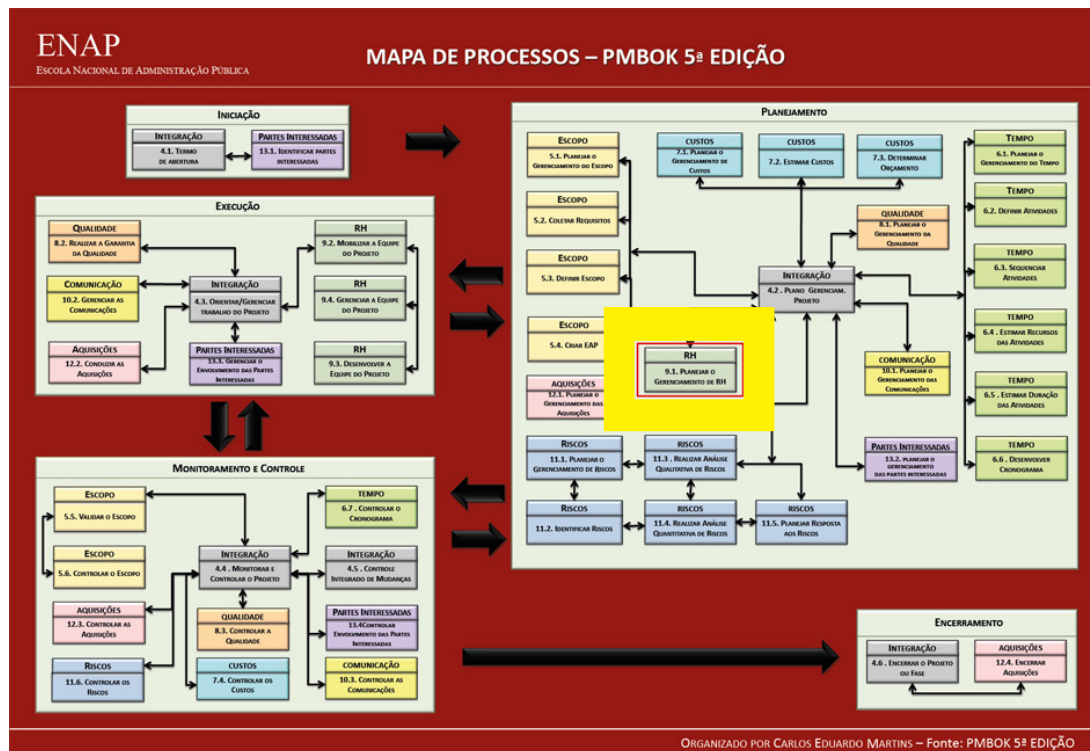 ENAP
ESCOLA NACIONAL DE ADMINISTRAÇÃO PÚBLICA
MAPA DE PROCESSOS – PMBOK 5ª EDIÇÃO
INICIAÇÃO
INTEGRAÇÃO
4.1. TERMO
DE ABERTURA
PARTES INTERESSADAS
13.1. IDENTIFICAR PARTES
INTERESSADAS
EXECUÇÃO
QUALIDADE
8.2. REALIZAR A GARANTIA
DA QUALIDADE
COMUNICAÇÃO
10.2. GERENCIAR AS
COMUNICAÇÕES
AQUISIÇÕES
12.2. CONDUZIR AS
AQUISIÇÕES
INTEGRAÇÃO
4.3. ORIENTAR/GERENCIAR
TRABALHO DO PROJETO
PARTES INTERESSADAS
13.3. GERENCIAR O
ENVOLVIMENTO DAS PARTES
INTERESSADAS
RH
9.2. MOBILIZAR A EQUIPE
DO PROJETO
RH
9.4. GERENCIAR A EQUIPE
DO PROJETO
RH
9.3. DESENVOLVER A
EQUIPE DO PROJETO
PLANEJAMENTO
ESCOPO
5.1. PLANEJAR O
GERENCIAMENTO DO ESCOPO
ESCOPO
5.2. COLETAR REQUISITOS
ESCOPO
5.3. DEFINIR ESCOPO
ESCOPO
5.4. CRIAR EAP
AQUISIÇÕES
12.1. PLANEJAR O
GERENCIAMENTO DAS
AQUISIÇÕES
CUSTOS
7.1. PLANEJAR O
GERENCIAMENTO DE
CUSTOS
CUSTOS
7.2. ESTIMAR CUSTOS
CUSTOS
7.3. DETERMINAR
ORÇAMENTO
QUALIDADE
8.1. PLANEJAR O
GERENCIAMENTO DA
QUALIDADE
INTEGRAÇÃO
4.2 . PLANO GERENCIAM.
PROJETO
RH
9.1. PLANEJAR O
GERENCIAMENTO DE RH
COMUNICAÇÃO
10.1. PLANEJAR O
GERENCIAMENTO DAS
COMUNICAÇÕES
PARTES INTERESSADAS
13.2. PLANEJAR O
GERENCIAMENTO
DAS PARTES INTERESSADAS
TEMPO
6.1. PLANEJAR O
GERENCIAMENTO DO TEMPO
TEMPO
6.2. DEFINIR ATIVIDADES
TEMPO
6.3. SEQUENCIAR
ATIVIDADES
TEMPO
6.4 . ESTIMAR RECURSOS
DAS ATIVIDADES
TEMPO
6.5 . ESTIMAR DURAÇÃO
DAS ATIVIDADES
TEMPO
6.6 . DESENVOLVER
CRONOGRAMA
RISCOS
11.1. PLANEJAR O
GERENCIAMENTO DE RISCOS
RISCOS
11.3 . REALIZAR ANÁLISE
QUALITATIVA DE RISCOS
RISCOS
11.2. IDENTIFICAR RISCOS
RISCOS
11.4. REALIZAR ANÁLISE
QUANTITATIVA DE RISCOS
RISCOS
11.5. PLANEJAR RESPOSTA
AOS RISCOS
MONITORAMENTO E CONTROLE
ESCOPO
5.5. VALIDAR O ESCOPO
ESCOPO
5.6. CONTROLAR O ESCOPO
AQUISIÇÕES
12.3. CONTROLAR AS
AQUISIÇÕES
RISCOS
11.6. CONTROLAR OS
RISCOS
INTEGRAÇÃO
4.4 . MONITORAR E
CONTROLAR O PROJETO
QUALIDADE
8.3. CONTROLAR A
QUALIDADE
CUSTOS
7.4. CONTROLAR OS
CUSTOS
TEMPO
6.7 . CONTROLAR O
CRONOGRAMA
INTEGRAÇÃO
4.5 . CONTROLE
INTEGRADO DE MUDANÇAS
PARTES INTERESSADAS
13.4CONTROLAR
ENVOLVIMENTO DAS PARTES
INTERESSADAS
COMUNICAÇÃO
10.3. CONTROLAR AS
COMUNICAÇÕES
ENCERRAMENTO
INTEGRAÇÃO
4.6 . ENCERRAR O PROJETO
OU FASE
AQUISIÇÕES
12.4. ENCERRAR
AQUISIÇÕES
ORGANIZADO POR CARLOS EDUARDO MARTINS – FONTE: PMBOK 5ª EDIÇÃO